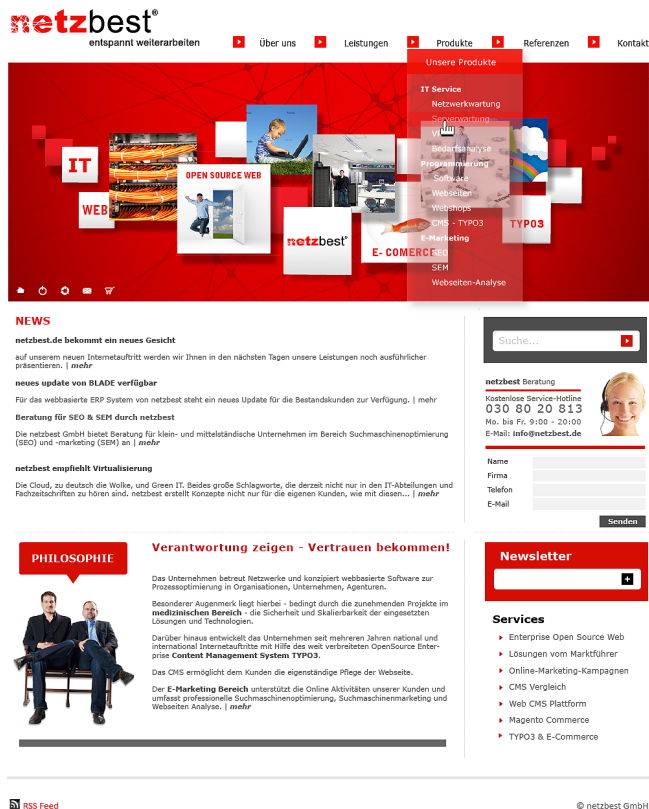 netzbest®
entspannt weiterarbeiten
Über uns
Leistungen
Produkte
Referenzen
Kontakt
Unsere Produkte
IT Service
Netzwerkwartung
Serverwartung
Bedarfsanalyse
Programmierung
Software
Webseiten
Webshops
CMS - TYPO3
E-Marketing
SEO
SEM
Webseiten-Analyse
IT
WEB
OPEN SOURCE WEB
netzbest®
E- COMERCE
TYPO3
NEWS
netzbest.de bekommt ein neues Gesicht
auf unserem neuen Internetauftritt werden wir Ihnen in den nächsten Tagen unsere Leistungen noch ausführlicher
präsentieren. | mehr
neues update von BLADE verfügbar
Für das webbasierte ERP System von netzbest steht ein neues Update für die Bestandskunden zur Verfügung. | mehr
Beratung für SEO & SEM durch netzbest
Die netzbest GmbH bietet Beratung für klein- und mittelständische Unternehmen im Bereich Suchmaschinenoptimierung
(SEO) und -marketing (SEM) an | mehr
netzbest empfiehlt Virtualisierung
Die Cloud, zu deutsch die Wolke, und Green IT. Beides große Schlagworte, die derzeit nicht nur in den IT-Abteilungen und
Fachzeitschriften zu hören sind. netzbest erstellt Konzepte nicht nur für die eigenen Kunden, wie mit diesen... | mehr
Suche...
netzbest Beratung
Kostenlose Service-Hotline
030 80 20 813
Mo. bis Fr. 9:00 - 20:00
E-Mail: info@netzbest.de
Name
Firma
Telefon
E-Mail
Senden
PHILOSOPHIE
Verantwortung zeigen - Vertrauen bekommen!
Das Unternehmen betreut Netzwerke und konzipiert webbasierte Software zur
Prozessoptimierung in Organisationen, Unternehmen, Agenturen.
Besonderer Augenmerk liegt hierbei - bedingt durch die zunehmenden Projekte im
medizinischen Bereich - die Sicherheit und Skalierbarkeit der eingesetzten
Lösungen und Technologien.
Darüber hinaus entwickelt das Unternehmen seit mehreren Jahren national und
international Internetauftritte mit Hilfe des weit verbreiteten OpenSource Enter-
prise Content Management System TYPO3.
Das CMS ermöglicht dem Kunden die eigenständige Pflege der Webseite.
Der E-Marketing Bereich unterstützt die Online Aktivitäten unserer Kunden und
umfasst professionelle Suchmaschinenoptimierung, Suchmaschinenmarketing und
Webseiten Analyse. | mehr
Newsletter
Services
Enterprise Open Source Web
Lösungen vom Marktführer
Online-Marketing-Kampagnen
CMS Vergleich
Web CMS Plattform
Magento Commerce
TYPO3 & E-Commerce
RSS Feed
© netzbest GmbH